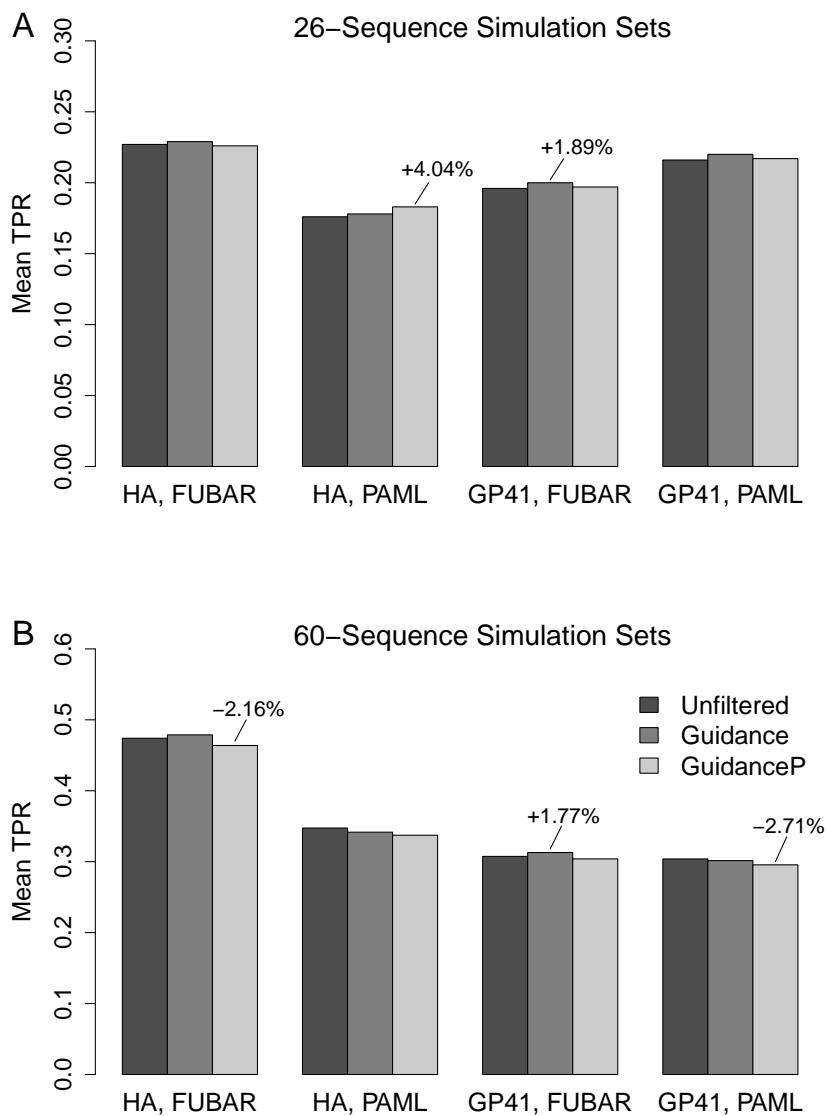 A
26−Sequence Simulation Sets
Mean TPR
0.30
0.25
0.20
0.15
0.10
0.05
0.00
+4.04%
+1.89%
HA, FUBAR
HA, PAML
GP41, FUBAR
GP41, PAML
B
60−Sequence Simulation Sets
Mean TPR
0.6
0.5
0.4
0.3
0.2
0.1
0.0
−2.16%
+1.77%
−2.71%
Unfiltered
Guidance
GuidanceP
HA, FUBAR
HA, PAML
GP41, FUBAR
GP41, PAML